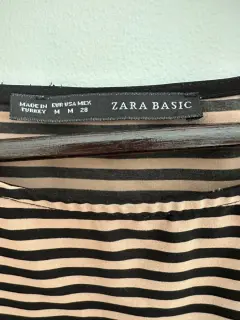 MADE IN TURKEY
EUR M
USA M
MEX 28
ZARA BASIC